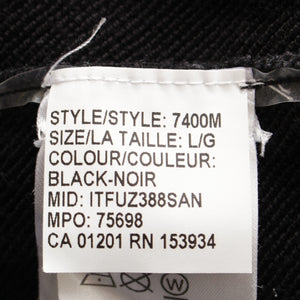 STYLE/STYLE: 7400M
SIZE/LA TAILLE: L/G
COLOUR/COULEUR:
BLACK-NOIR
MID: ITFUZ388SAN
MPO: 75698
CA 01201 RN 153934
W